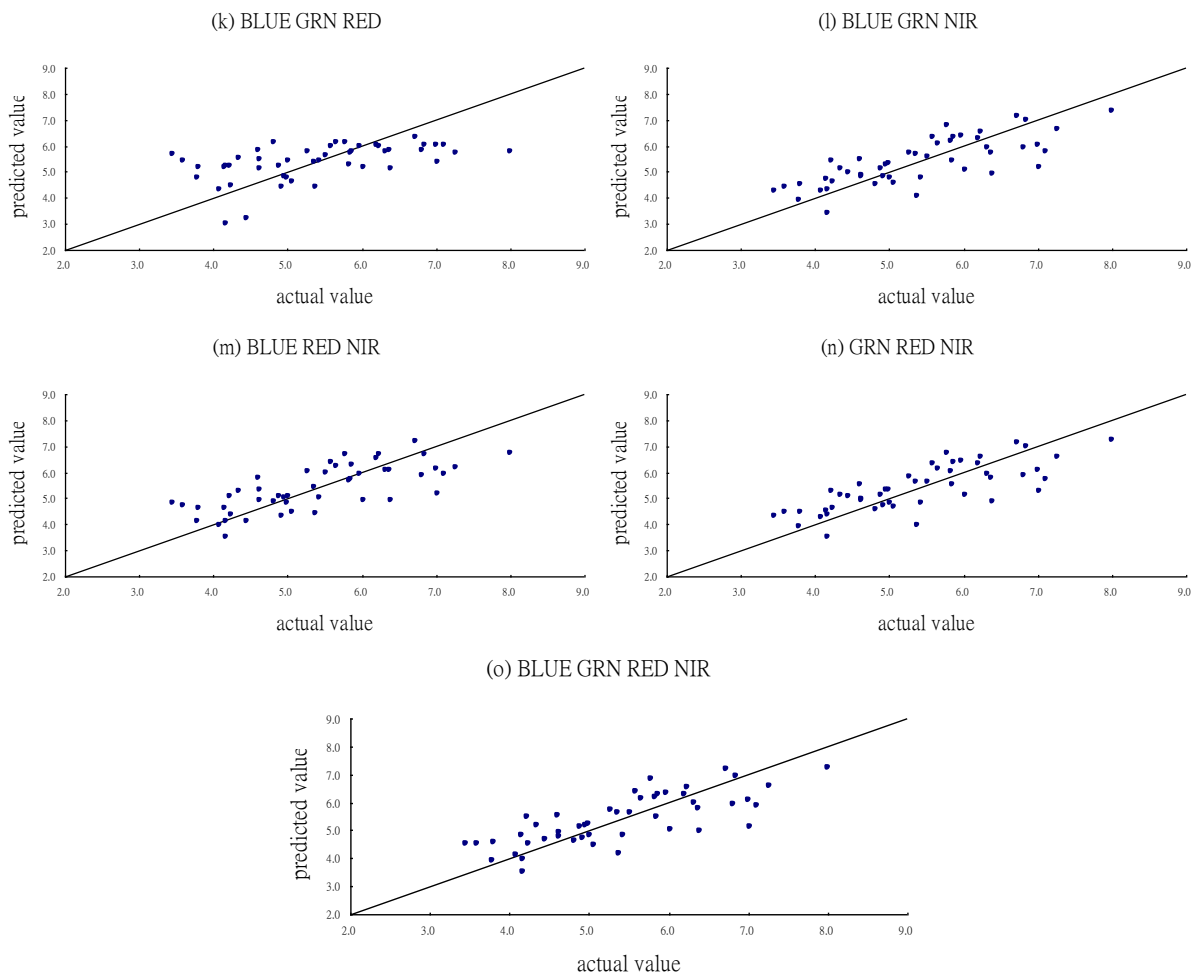 (k) BLUE GRN RED
(l) BLUE GRN NIR
9.0
8.0
7.0
6.0
5.0
4.0
3.0
2.0
predicted value
2.0 3.0 4.0 5.0 6.0 7.0 8.0 9.0
actual value
9.0
8.0
7.0
6.0
5.0
4.0
3.0
2.0
predicted value
2.0 3.0 4.0 5.0 6.0 7.0 8.0 9.0
actual value
(m) BLUE RED NIR
(n) GRN RED NIR
9.0
8.0
7.0
6.0
5.0
4.0
3.0
2.0
predicted value
2.0 3.0 4.0 5.0 6.0 7.0 8.0 9.0
actual value
9.0
8.0
7.0
6.0
5.0
4.0
3.0
2.0
predicted value
2.0 3.0 4.0 5.0 6.0 7.0 8.0 9.0
actual value
(o) BLUE GRN RED NIR
9.0
8.0
7.0
6.0
5.0
4.0
3.0
2.0
predicted value
2.0 3.0 4.0 5.0 6.0 7.0 8.0 9.0
actual value